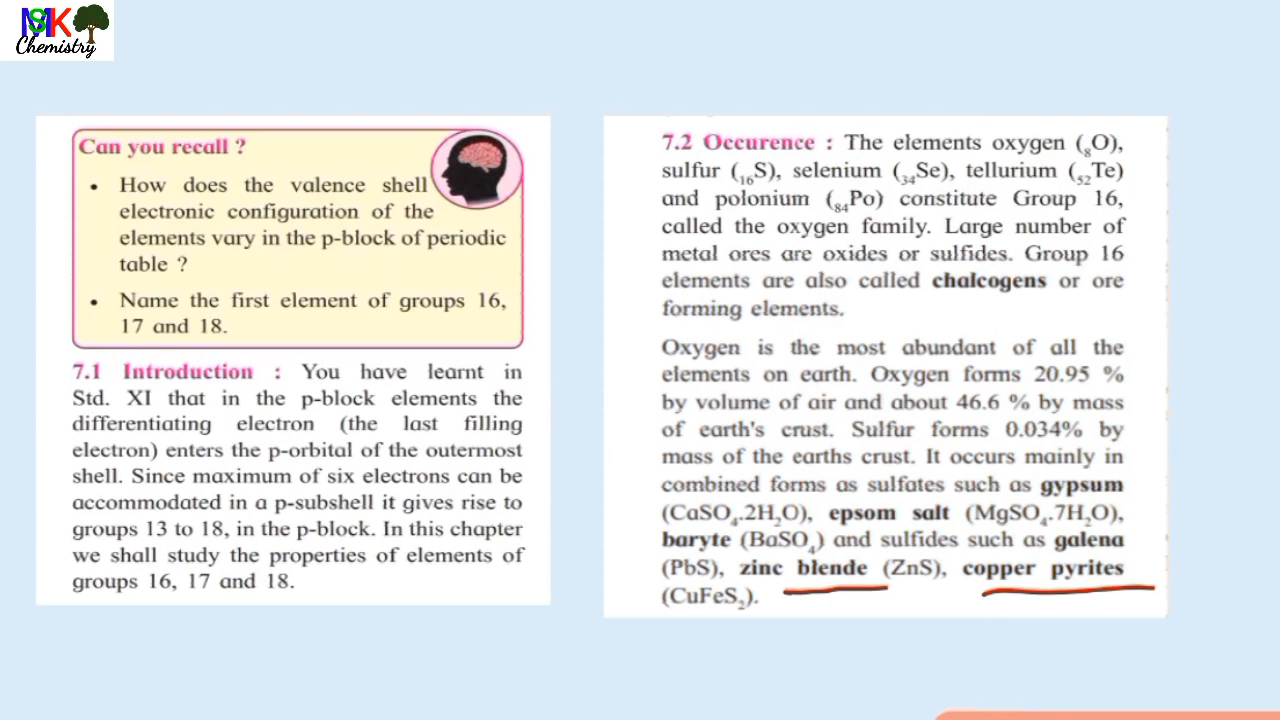 MSK
Chemistry
Can you recall ?
• How does the valence shell
electronic configuration of the
elements vary in the p-block of periodic
table ?
• Name the first element of groups 16,
17 and 18.
7.1 Introduction : You have learnt in
Std. XI that in the p-block elements the
differentiating electron (the last filling
electron) enters the p-orbital of the outermost
shell. Since maximum of six electrons can be
accommodated in a p-subshell it gives rise to
groups 13 to 18, in the p-block. In this chapter
we shall study the properties of elements of
groups 16, 17 and 18.
7.2 Occurence : The elements oxygen (₈O),
sulfur (₁₆S), selenium (₃₄Se), tellurium (₅₂Te)
and polonium (₈₄Po) constitute Group 16,
called the oxygen family. Large number of
metal ores are oxides or sulfides. Group 16
elements are also called chalcogens or ore
forming elements.
Oxygen is the most abundant of all the
elements on earth. Oxygen forms 20.95 %
by volume of air and about 46.6 % by mass
of earth's crust. Sulfur forms 0.034% by
mass of the earths crust. It occurs mainly in
combined forms as sulfates such as gypsum
(CaSO₄.2H₂O), epsom salt (MgSO₄.7H₂O),
baryte (BaSO₄) and sulfides such as galena
(PbS), zinc blende (ZnS), copper pyrites
(CuFeS₂).